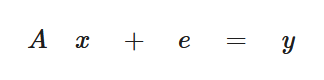 A x + e = y